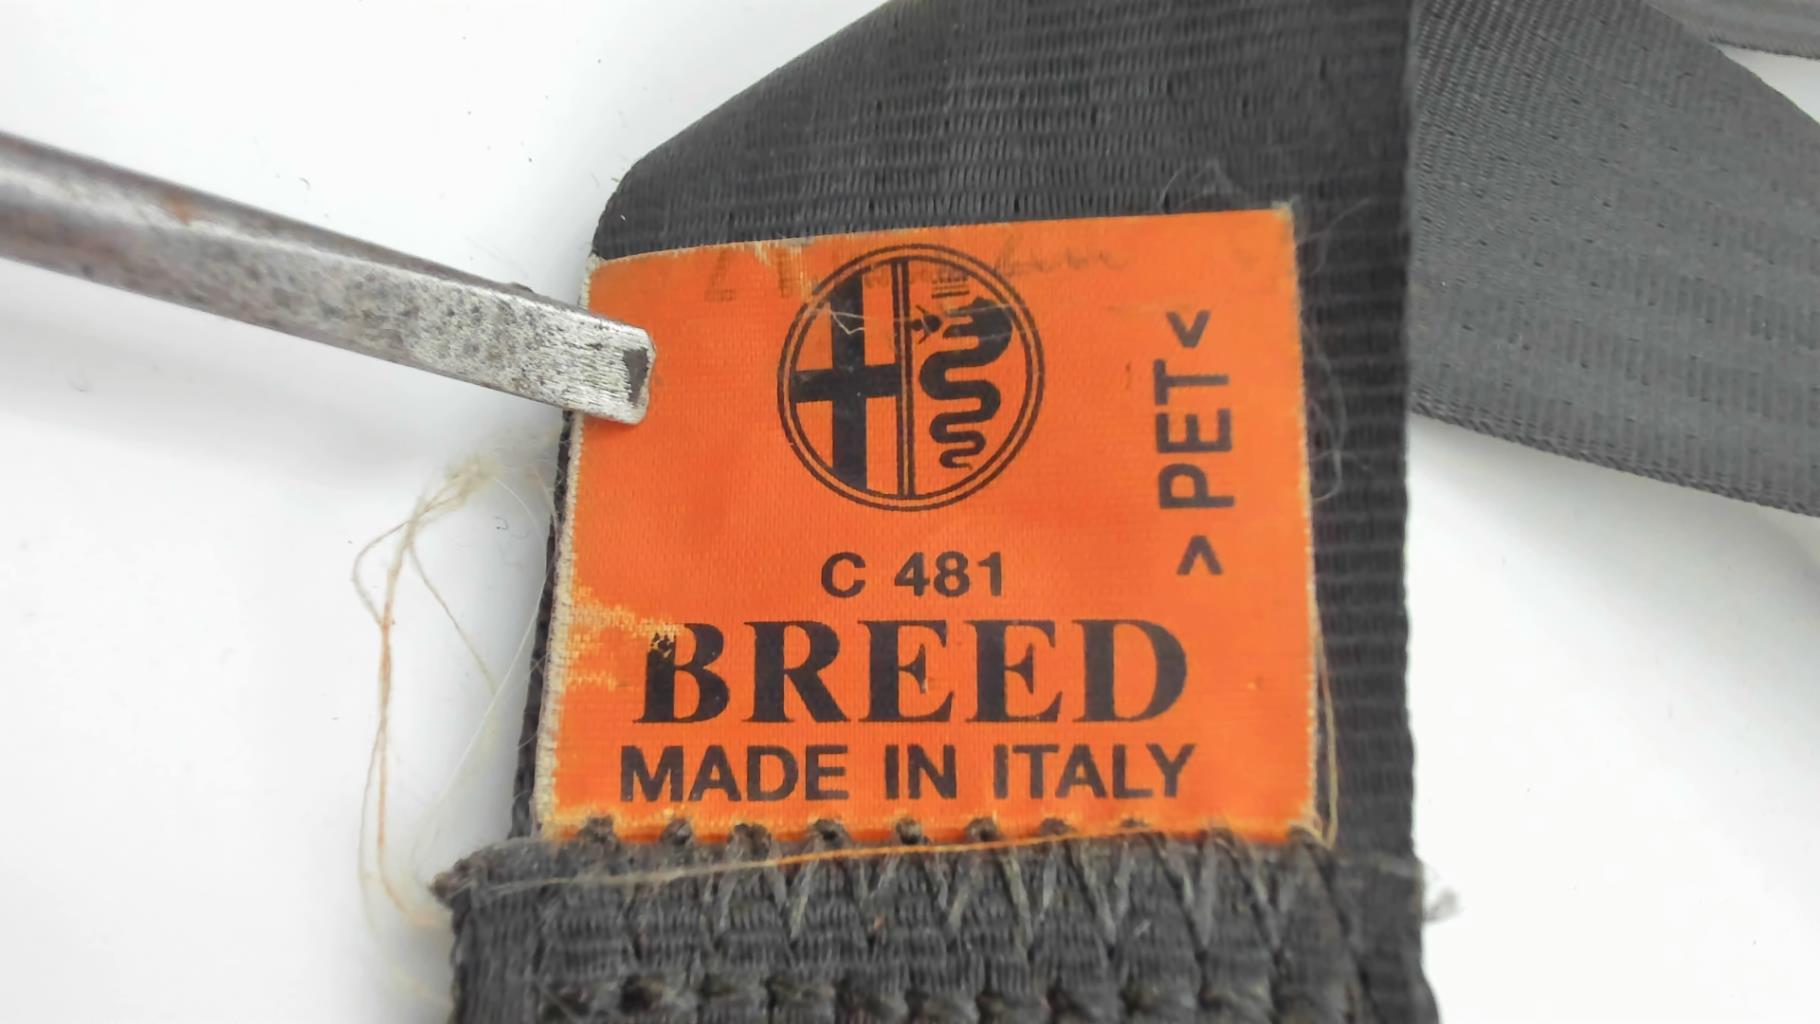 C 481
BREED
MADE IN ITALY
>PET<